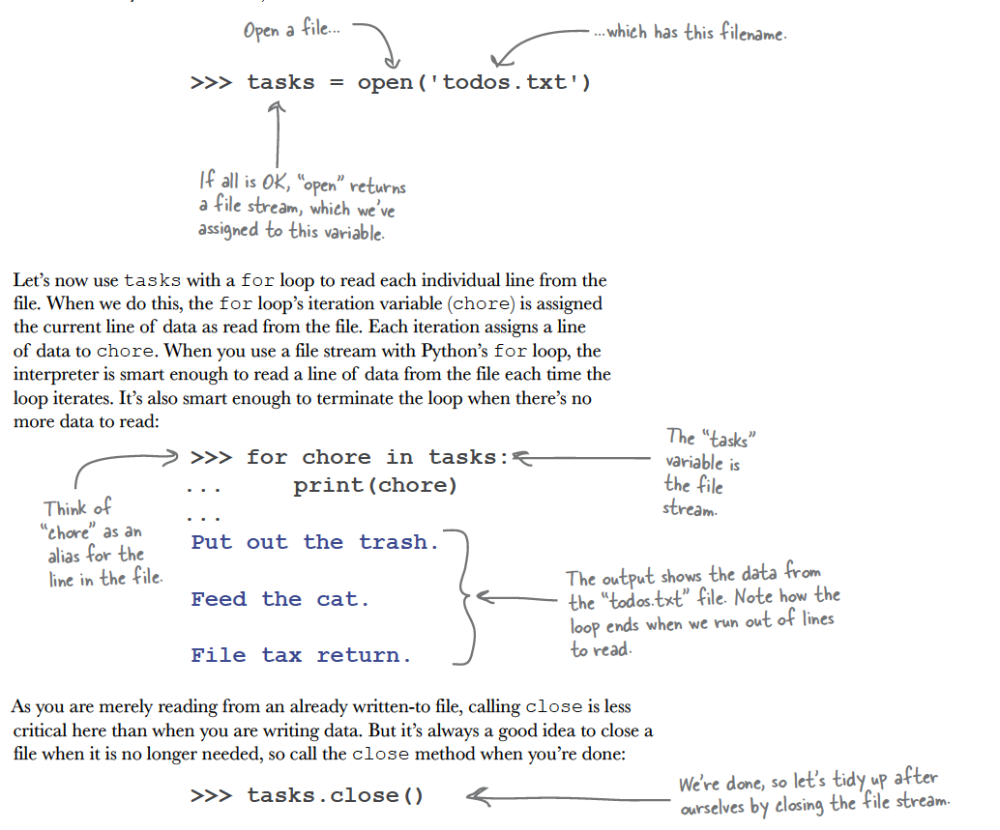 Open a file...
...which has this filename.
>>> tasks = open('todos.txt')
If all is OK, “open” returns
a file stream, which we've
assigned to this variable.
Let’s now use tasks with a for loop to read each individual line from the
file. When we do this, the for loop’s iteration variable (chore) is assigned
the current line of data as read from the file. Each iteration assigns a line
of data to chore. When you use a file stream with Python’s for loop, the
interpreter is smart enough to read a line of data from the file each time the
loop iterates. It’s also smart enough to terminate the loop when there’s no
more data to read:
>>> for chore in tasks:
...     print(chore)
...
Put out the trash.
Feed the cat.
File tax return.
The “tasks”
variable is
the file
stream.
Think of
“chore” as an
alias for the
line in the file.
The output shows the data from
the “todos.txt” file. Note how the
loop ends when we run out of lines
to read.
As you are merely reading from an already written-to file, calling close is less
critical here than when you are writing data. But it’s always a good idea to close a
file when it is no longer needed, so call the close method when you’re done:
>>> tasks.close()
We're done, so let's tidy up after
ourselves by closing the file stream.